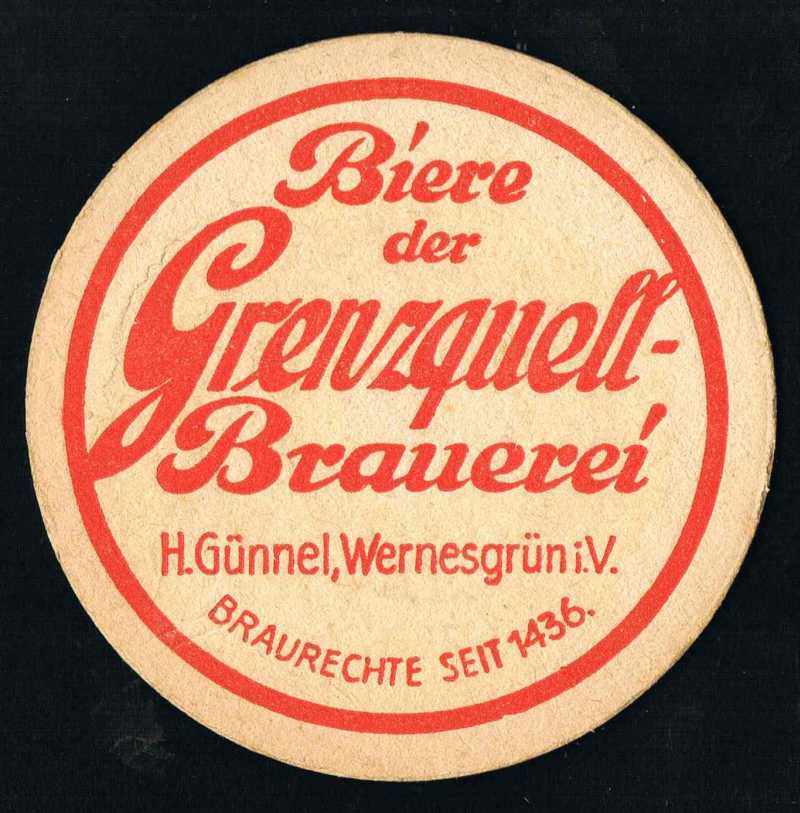 Biere
der
Grenzquell-
Brauerei
H. Günnel, Wernesgrün i.V.
BRAURECHTE SEIT 1436.